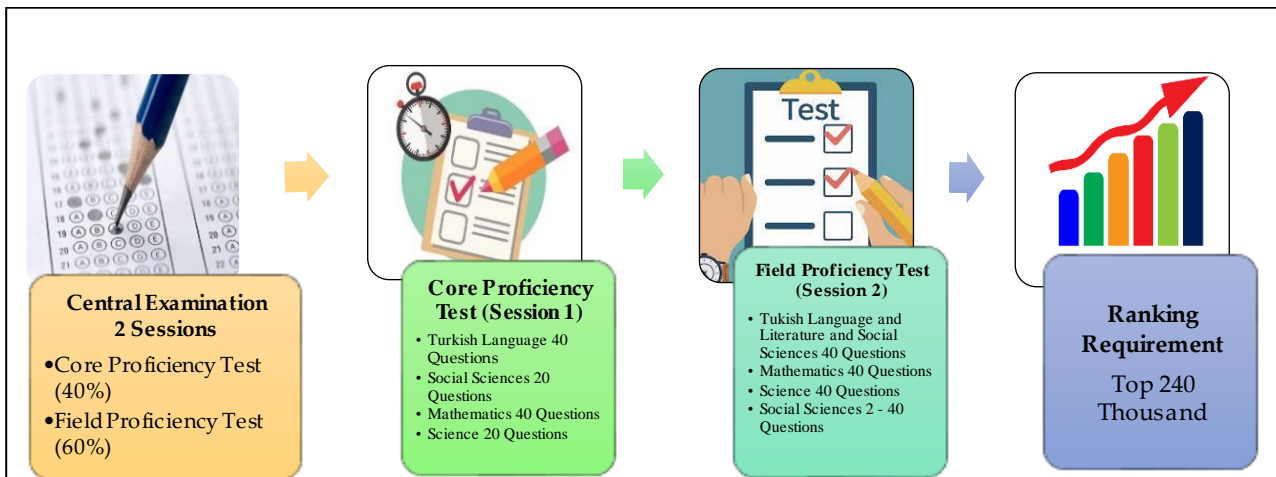 Central Examination
2 Sessions
•Core Proficiency Test
(40%)
•Field Proficiency Test
(60%)
Core Proficiency
Test (Session 1)
• Turkish Language 40
Questions
• Social Sciences 20
Questions
• Mathematics 40 Questions
• Science 20 Questions
Test
Field Proficiency Test
(Session 2)
• Tukish Language and
Literature and Social
Sciences 40 Questions
• Mathematics 40 Questions
• Science 40 Questions
• Social Sciences 2 - 40
Questions
Ranking
Requirement
Top 240
Thousand